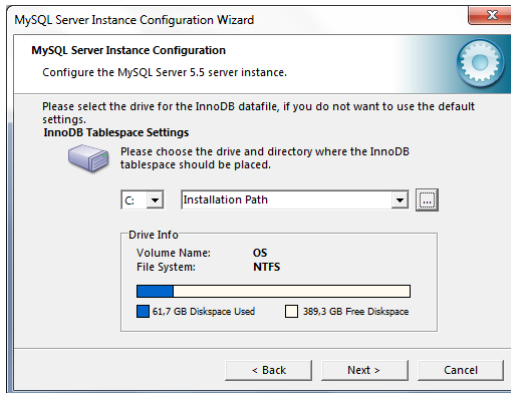 MySQL Server Instance Configuration Wizard
MySQL Server Instance Configuration
Configure the MySQL Server 5.5 server instance.
Please select the drive for the InnoDB datafile, if you do not want to use the default
settings.
InnoDB Tablespace Settings
Please choose the drive and directory where the InnoDB
tablespace should be placed.
C: Installation Path ...
Drive Info
Volume Name: OS
File System: NTFS
61,7 GB Diskspace Used 389,3 GB Free Diskspace
< Back Next > Cancel